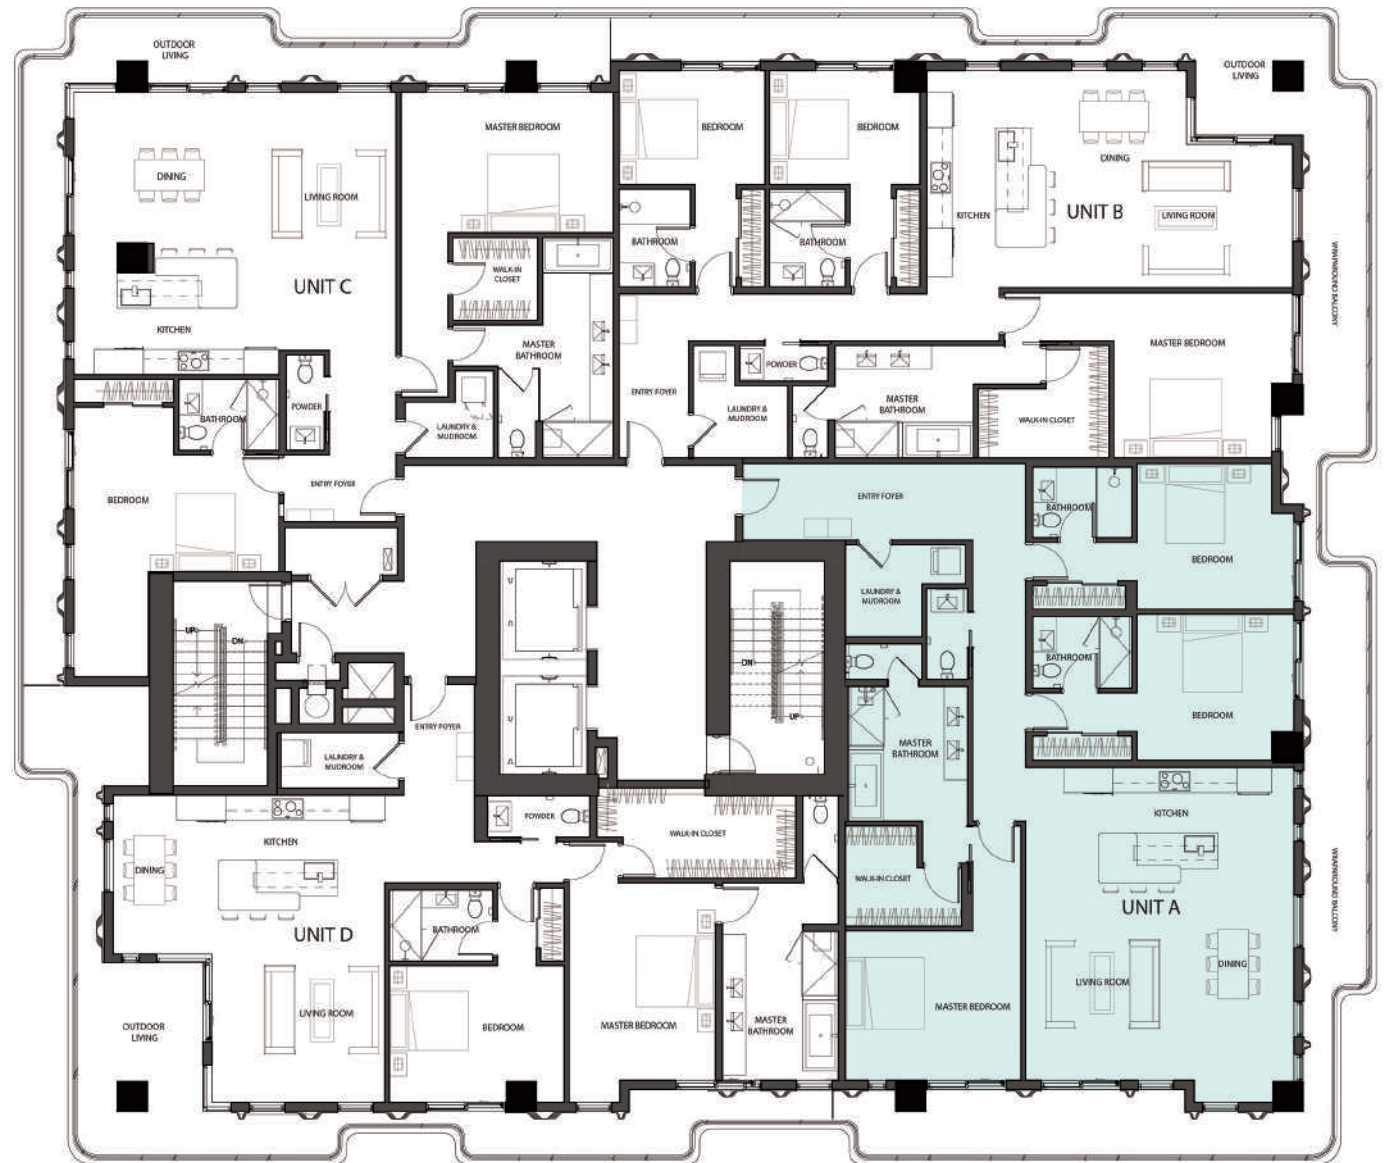 OUTDOOR
LIVING
MASTER BEDROOM
DINING
LIVING ROOM
WALK-IN
CLOSET
UNIT C
KITCHEN
MASTER
BATHROOM
POWDER
BATHROOM
LAUNDRY &
MUDROOM
ENTRY FOYER
BEDROOM
BEDROOM
BEDROOM
OUTDOOR
LIVING
DINING
BATHROOM
BATHROOM
KITCHEN
UNIT B
LIVING ROOM
WRAPAROUND BALCONY
MASTER BEDROOM
POWDER
ENTRY FOYER
LAUNDRY &
MUDROOM
MASTER
BATHROOM
WALK-IN CLOSET
ENTRY FOYER
BATHROOM
BEDROOM
LAUNDRY &
MUDROOM
BATHROOM
BEDROOM
MASTER
BATHROOM
KITCHEN
WALK-IN CLOSET
UNIT A
LIVING ROOM
DINING
MASTER BEDROOM
WRAPAROUND BALCONY
UP
DN
DN
UP
ENTRY FOYER
LAUNDRY &
MUDROOM
POWDER
WALK-IN CLOSET
KITCHEN
DINING
UNIT D
BATHROOM
LIVING ROOM
OUTDOOR
LIVING
BEDROOM
MASTER BEDROOM
MASTER
BATHROOM